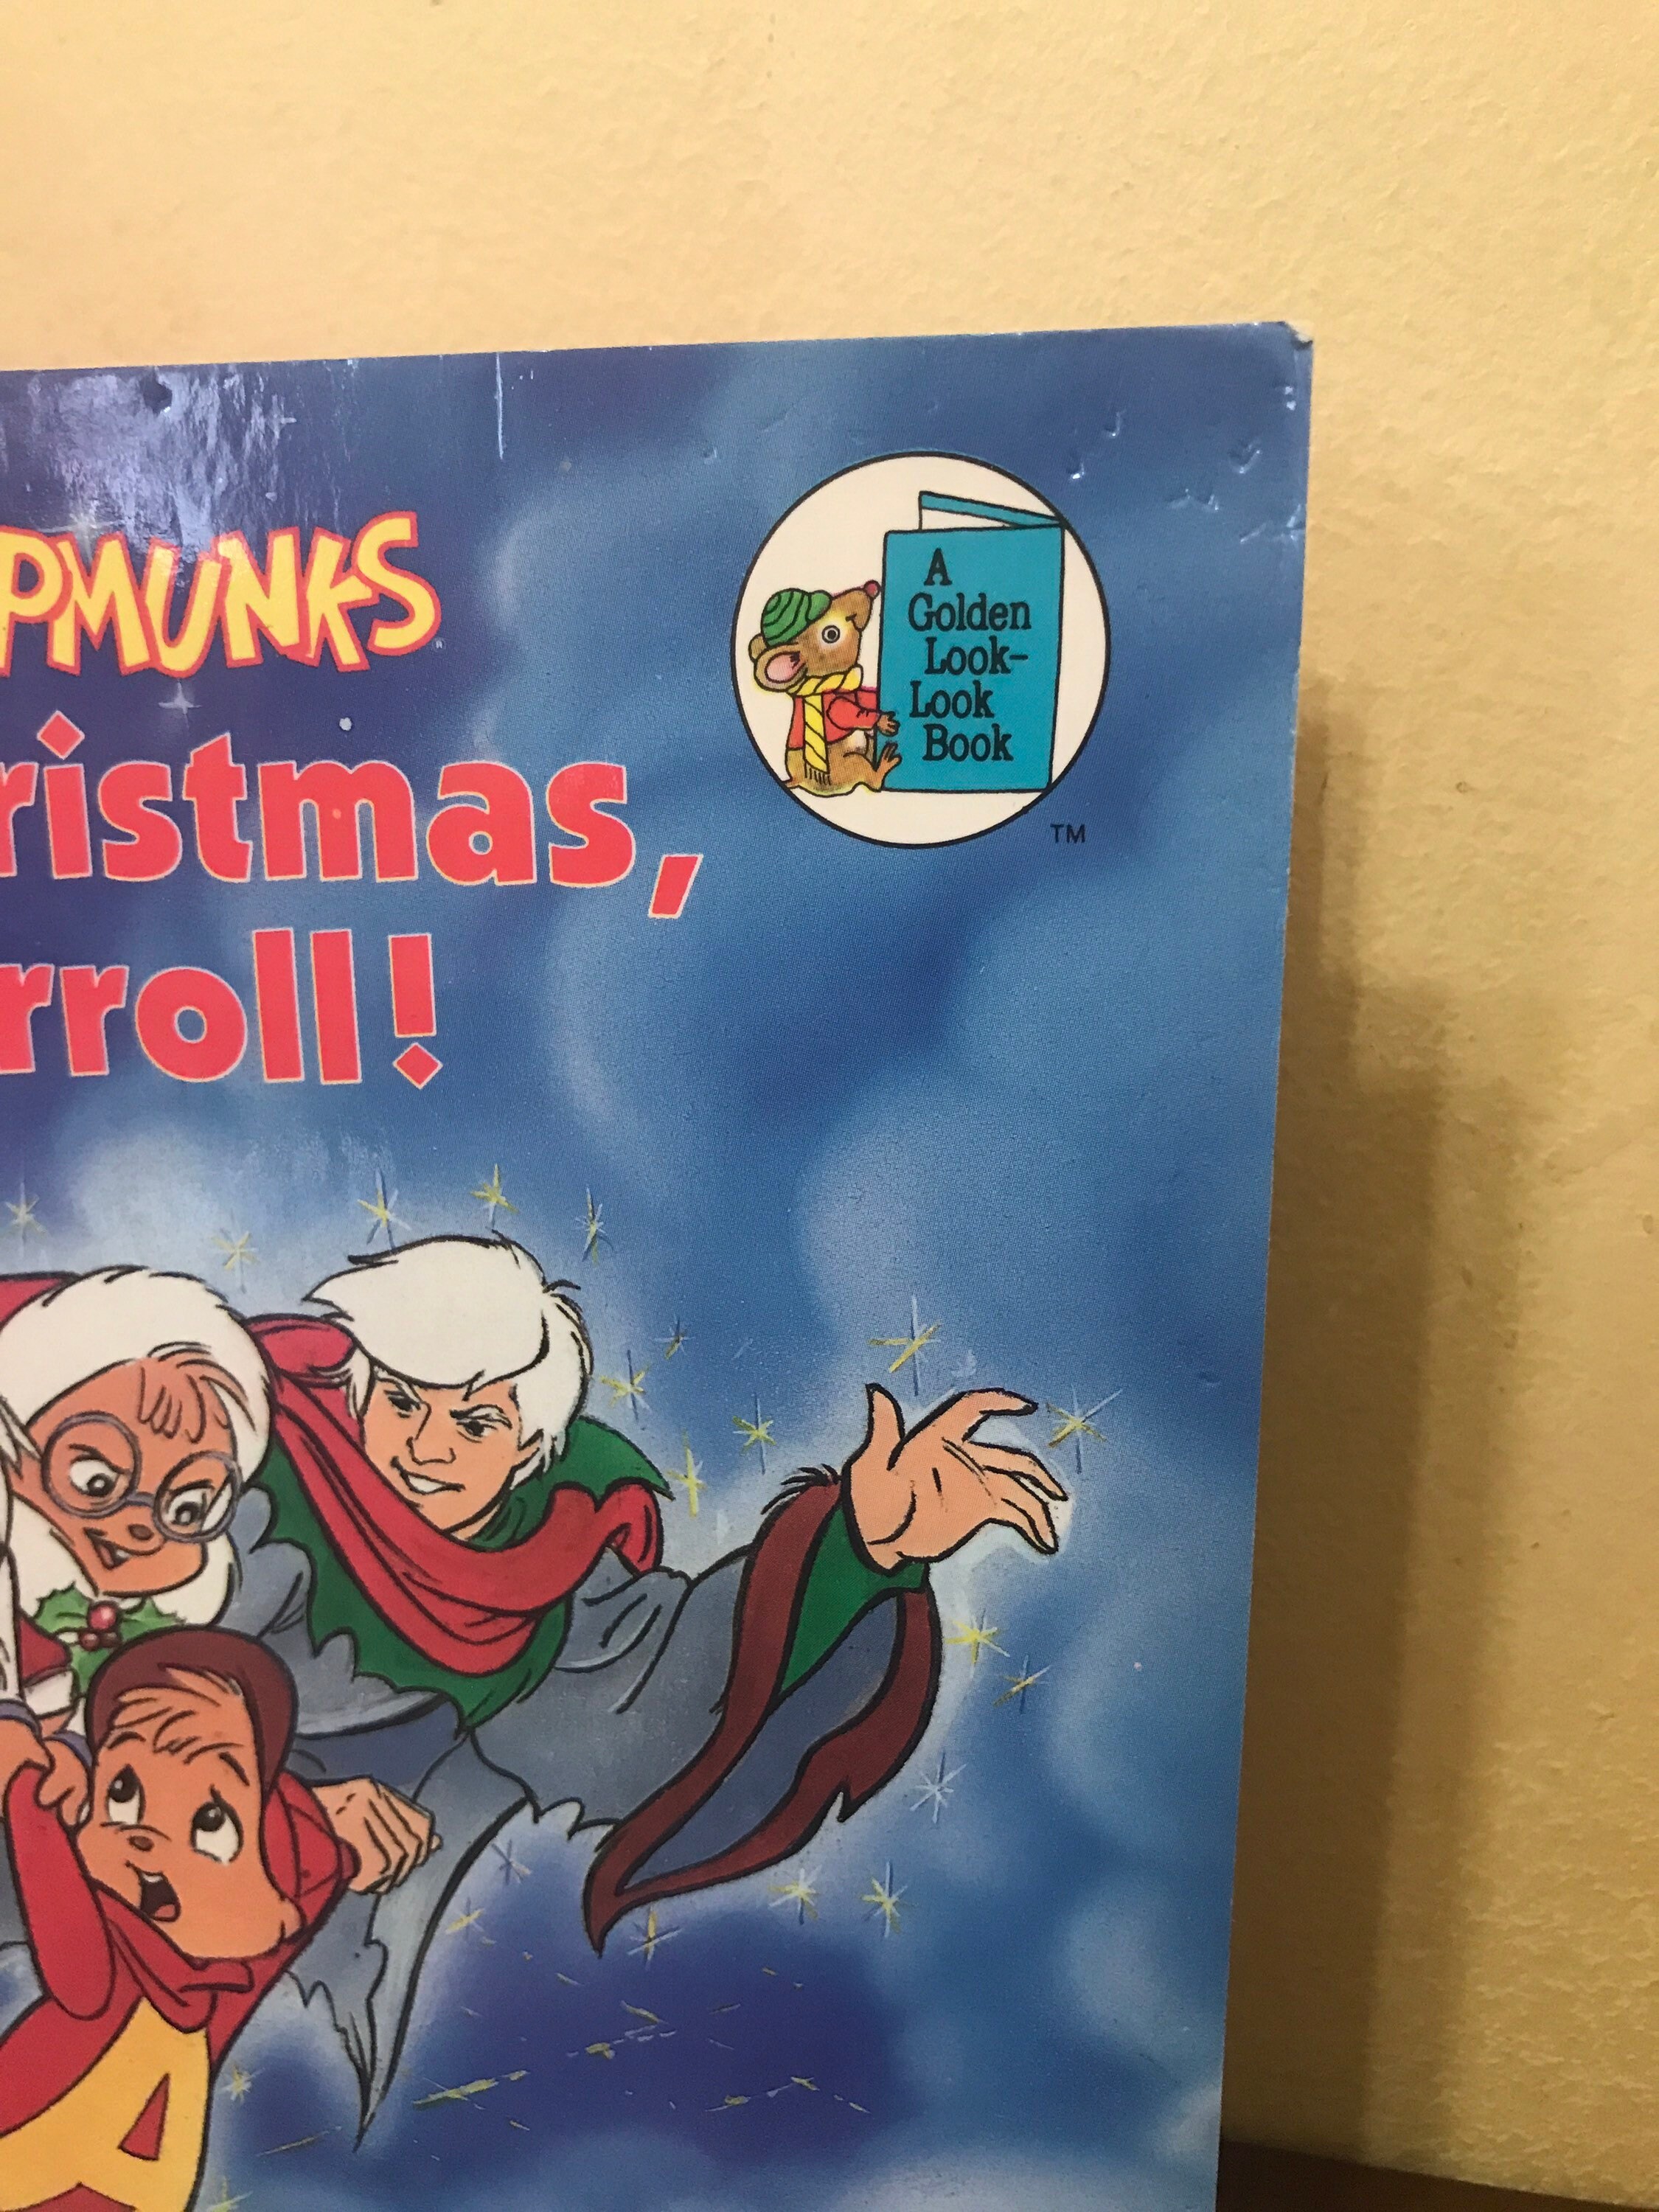 PMUNKS®
ristmas,
rroll!
A
Golden
Look-
Look
Book
TM
A